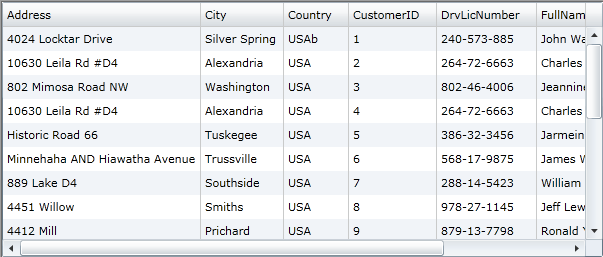 Address City Country CustomerID DrvLicNumber FullNam
4024 Locktar Drive Silver Spring USAb 1 240-573-885 John Wa
10630 Leila Rd #D4 Alexandria USA 2 264-72-6663 Charles
802 Mimosa Road NW Washington USA 3 802-46-4006 Jeannine
10630 Leila Rd #D4 Alexandria USA 4 264-72-6663 Charles
Historic Road 66 Tuskegee USA 5 386-32-3456 Jarmein
Minnehaha AND Hiawatha Avenue Trussville USA 6 568-17-9875 James W
889 Lake D4 Southside USA 7 288-14-5423 William
4451 Willow Smiths USA 8 978-27-1145 Jeff Lew
4412 Mill Prichard USA 9 879-13-7798 Ronald Y